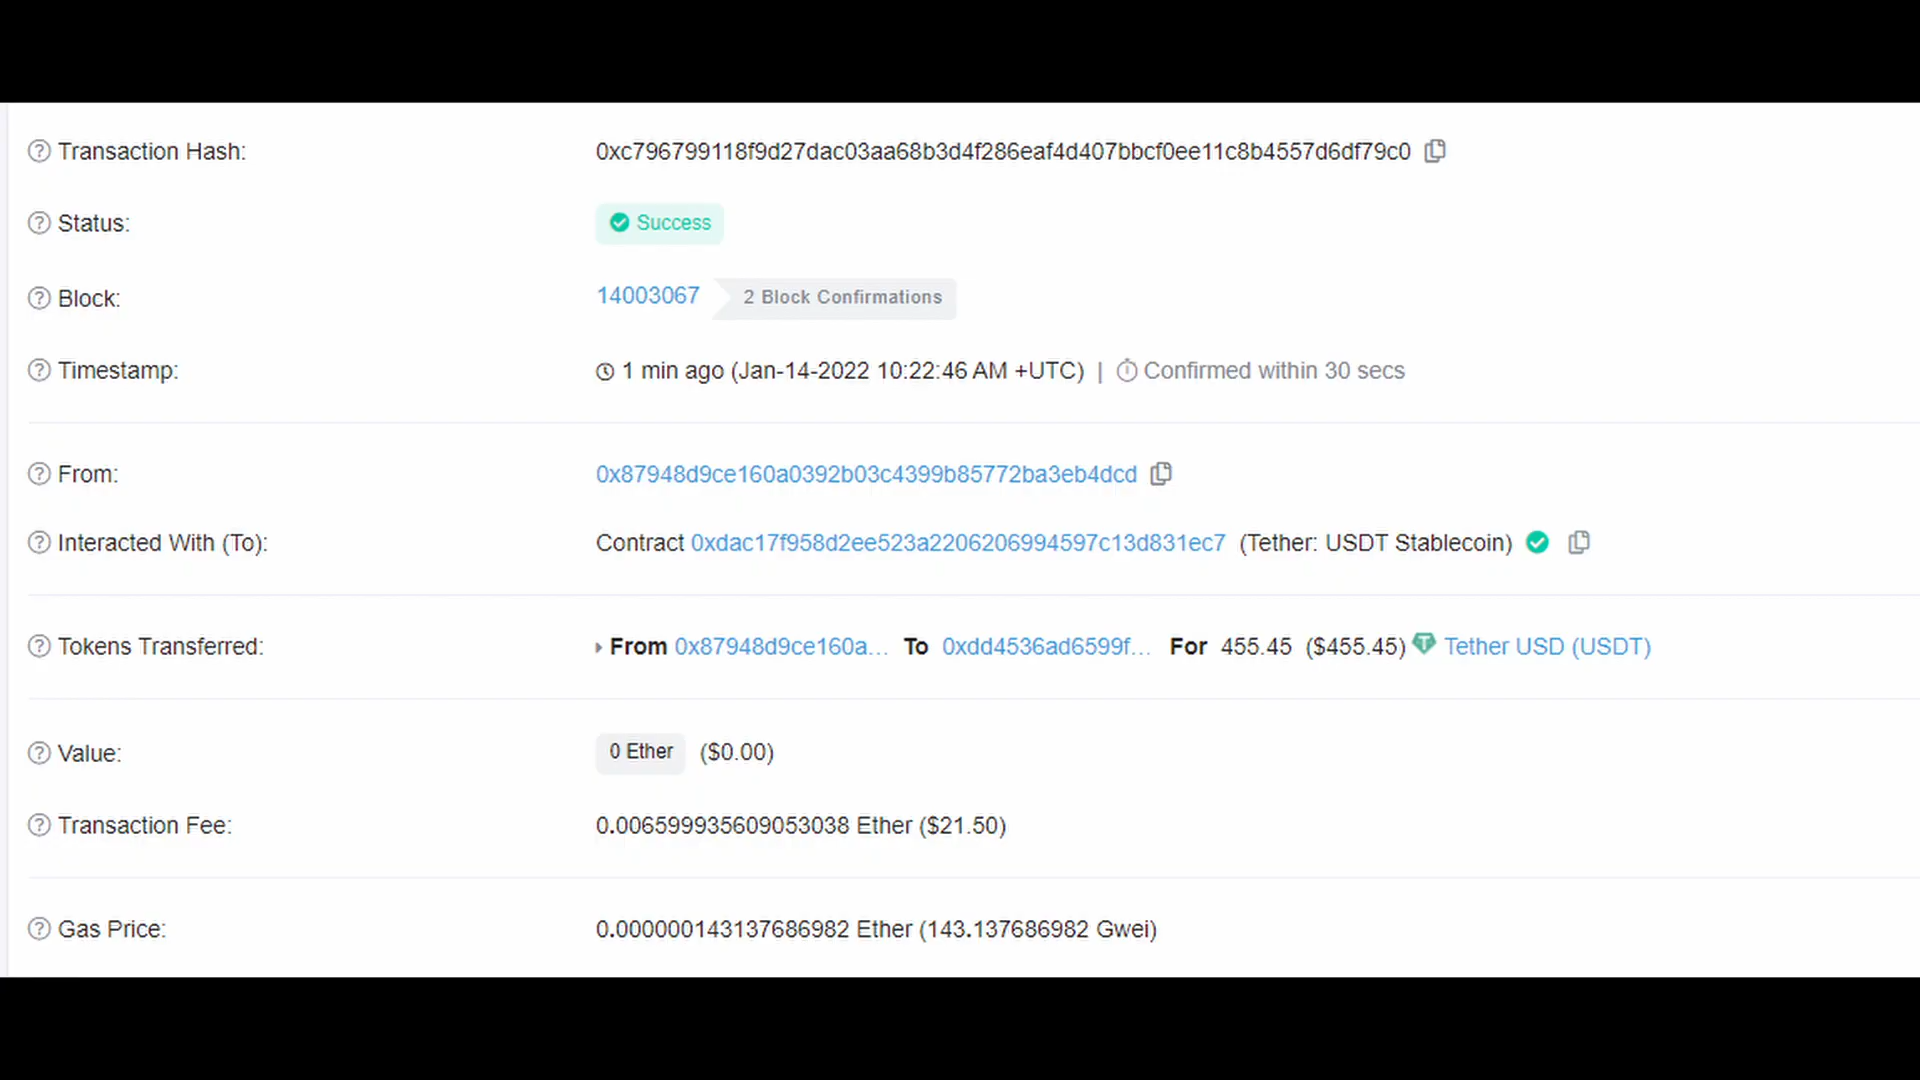 Transaction Hash: 0xc796799118f9d27dac03aa68b3d4f286eaf4d407bbcf0ee11c8b4557d6df79c0
Status: Success
Block: 14003067 2 Block Confirmations
Timestamp: 1 min ago (Jan-14-2022 10:22:46 AM +UTC) | Confirmed within 30 secs
From: 0x87948d9ce160a0392b03c4399b85772ba3eb4dcd
Interacted With (To): Contract 0xdac17f958d2ee523a2206206994597c13d831ec7 (Tether: USDT Stablecoin)
Tokens Transferred: From 0x87948d9ce160a... To 0xdd4536ad6599f... For 455.45 ($455.45) Tether USD (USDT)
Value: 0 Ether ($0.00)
Transaction Fee: 0.006599935609053038 Ether ($21.50)
Gas Price: 0.000000143137686982 Ether (143.137686982 Gwei)